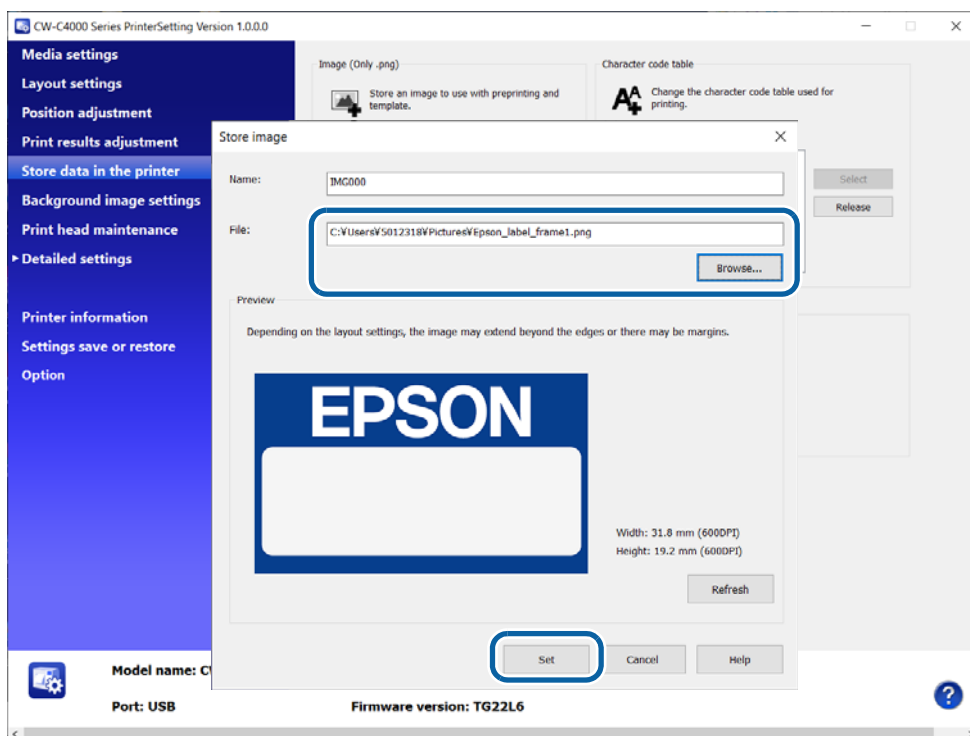 CW-C4000 Series PrinterSetting Version 1.0.0.0
Media settings
Layout settings
Position adjustment
Print results adjustment
Store data in the printer
Background image settings
Print head maintenance
Detailed settings
Printer information
Settings save or restore
Option
Image (Only .png)
Store an image to use with preprinting and
template.
Character code table
Change the character code table used for
printing.
Select
Release
Store image
Name:
IMG000
File:
C:¥Users¥5012318¥Pictures¥Epson_label_frame1.png
Browse...
Preview
Depending on the layout settings, the image may extend beyond the edges or there may be margins.
EPSON
Width: 31.8 mm (600DPI)
Height: 19.2 mm (600DPI)
Refresh
Set
Cancel
Help
Model name: C
Port: USB
Firmware version: TG22L6
?